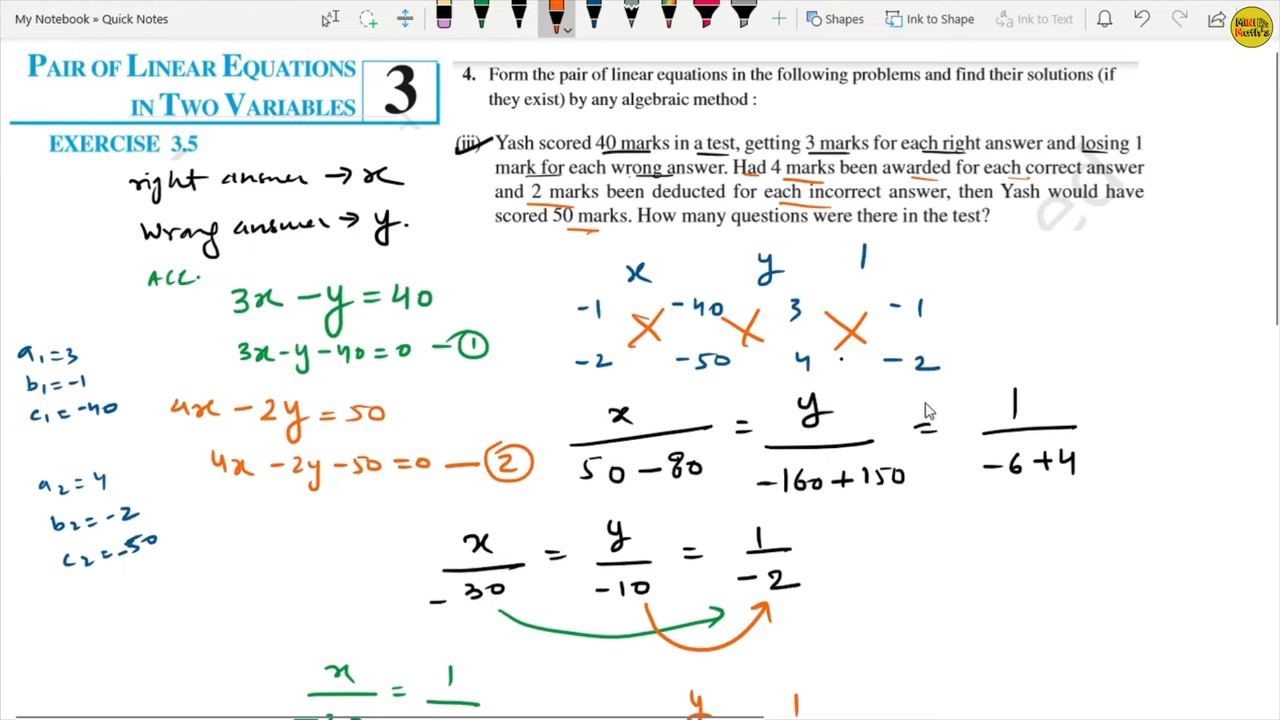 My Notebook » Quick Notes
Shapes
Ink to Shape
Ink to Text
PAIR OF LINEAR EQUATIONS
IN TWO VARIABLES
3
EXERCISE 3.5
4. Form the pair of linear equations in the following problems and find their solutions (if
they exist) by any algebraic method :
(iii) Yash scored 40 marks in a test, getting 3 marks for each right answer and losing 1
mark for each wrong answer. Had 4 marks been awarded for each correct answer
and 2 marks been deducted for each incorrect answer, then Yash would have
scored 50 marks. How many questions were there in the test?
right answer → x
wrong answer → y.
ACC.
3x - y = 40
3x - y - 40 = 0 — ①
a₁ = 3
b₁ = -1
c₁ = -40
4x - 2y = 50
4x - 2y - 50 = 0 — ②
a₂ = 4
b₂ = -2
c₂ = -50
x y 1
-1 -40 3 -1
-2 -50 4 -2
x/(50 - 80) = y/(-160 + 150) = 1/(-6 + 4)
x/-30 = y/-10 = 1/-2
x = 1
y 1